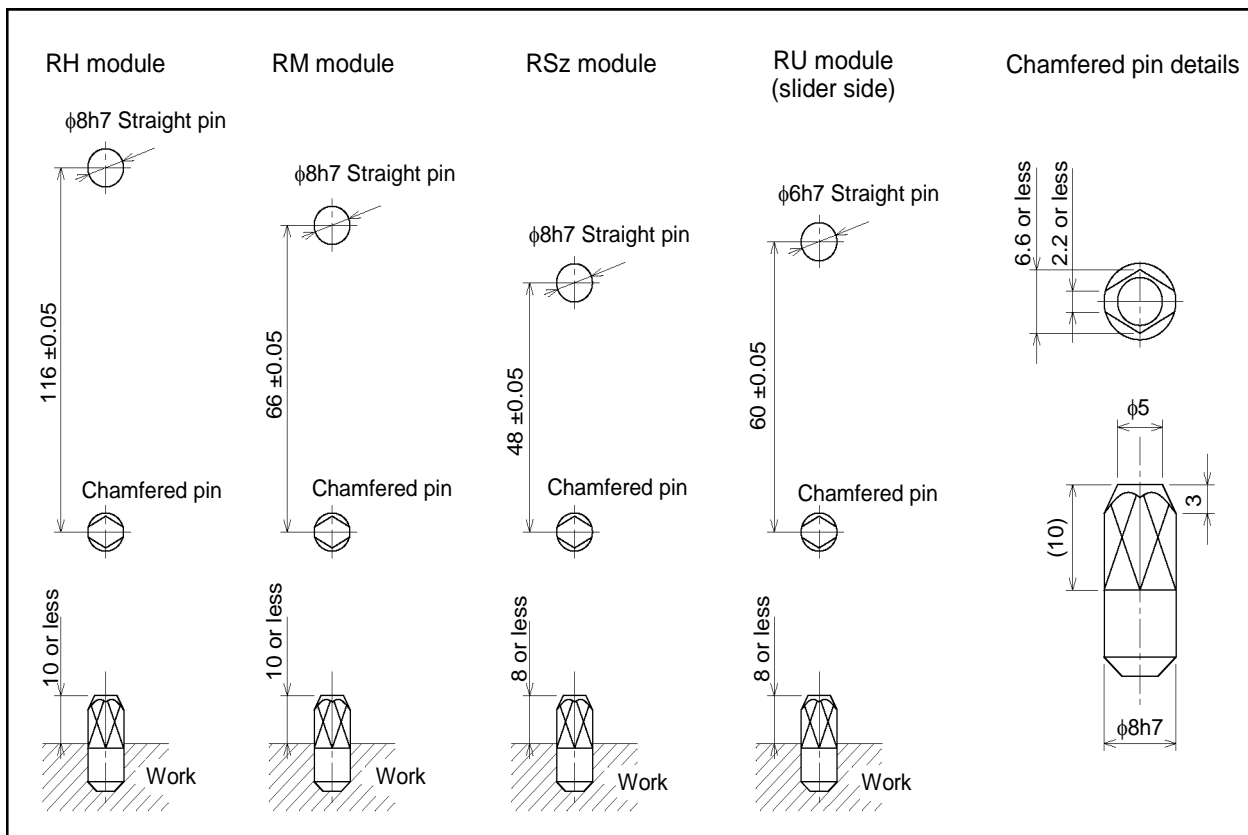 RH module
φ8h7 Straight pin
116 ±0.05
Chamfered pin
10 or less
Work
RM module
φ8h7 Straight pin
66 ±0.05
Chamfered pin
10 or less
Work
RSz module
φ8h7 Straight pin
48 ±0.05
Chamfered pin
8 or less
Work
RU module
(slider side)
φ6h7 Straight pin
60 ±0.05
Chamfered pin
8 or less
Work
Chamfered pin details
6.6 or less
2.2 or less
φ5
3
(10)
φ8h7